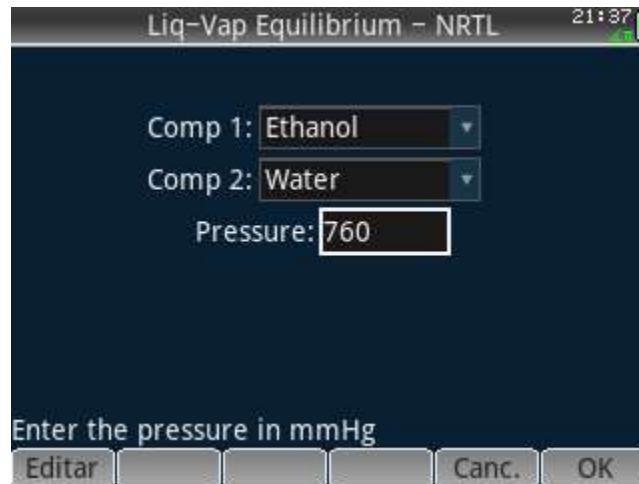 Liq-Vap Equilibrium - NRTL 21:37
Comp 1: Ethanol
Comp 2: Water
Pressure: 760
Enter the pressure in mmHg
Editar Canc. OK